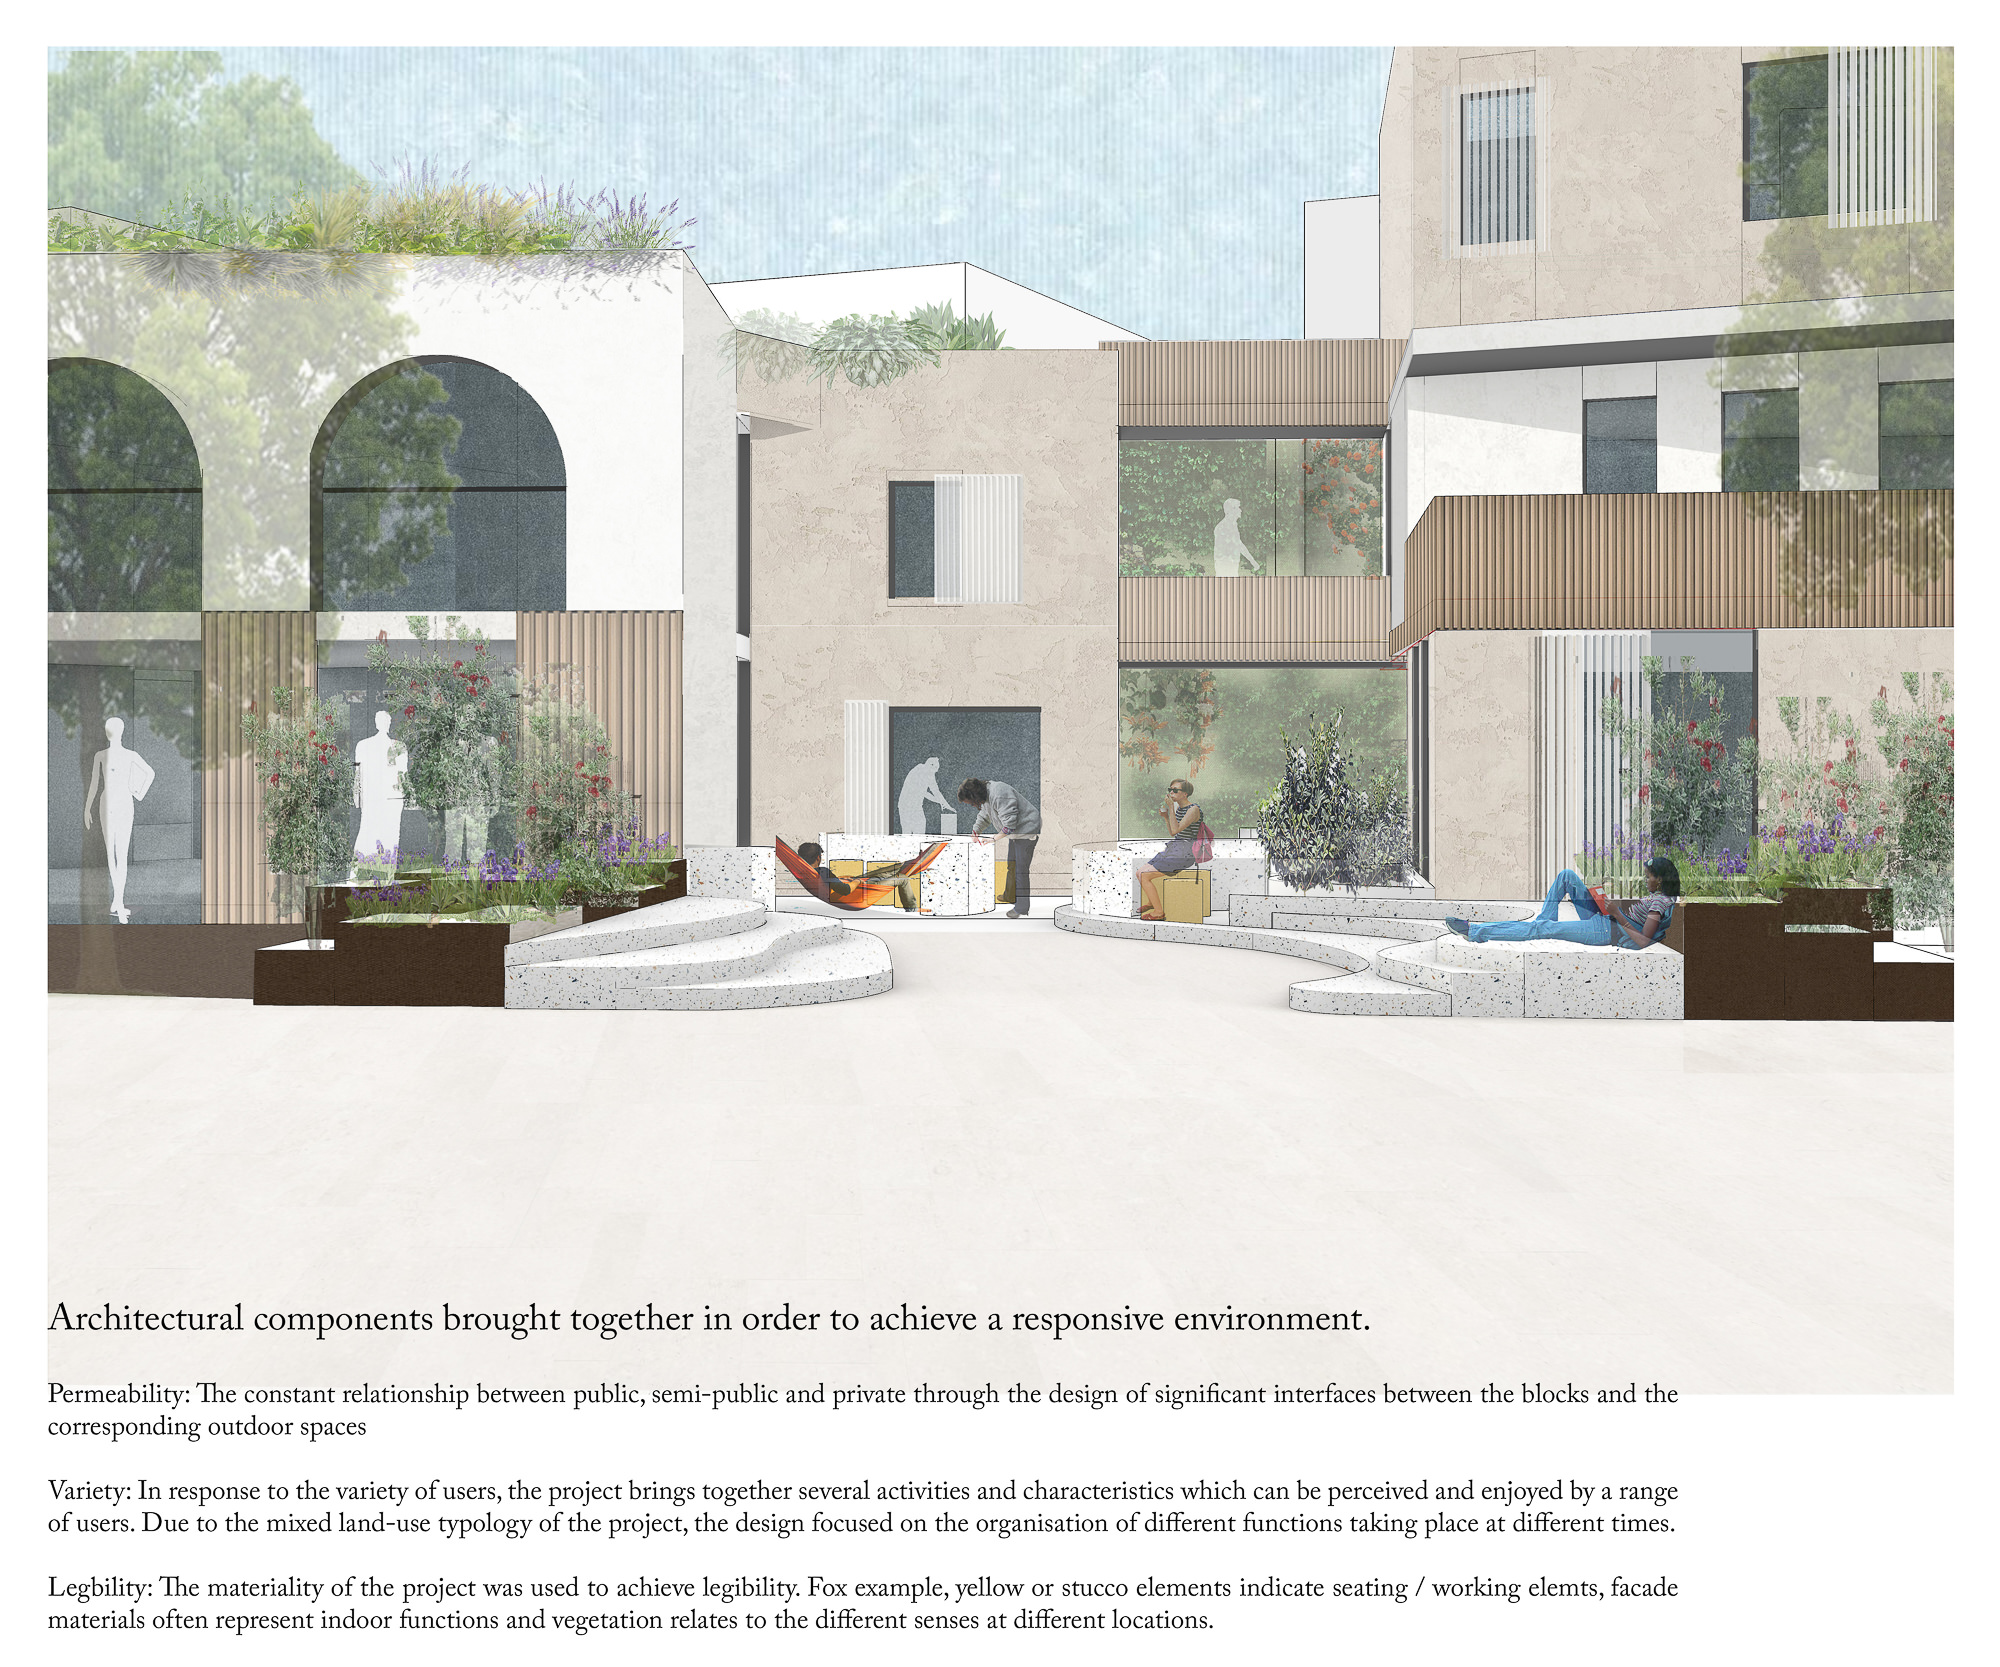 Architectural components brought together in order to achieve a responsive environment.
Permeability: The constant relationship between public, semi-public and private through the design of significant interfaces between the blocks and the
corresponding outdoor spaces
Variety: In response to the variety of users, the project brings together several activities and characteristics which can be perceived and enjoyed by a range
of users. Due to the mixed land-use typology of the project, the design focused on the organisation of different functions taking place at different times.
Legbility: The materiality of the project was used to achieve legibility. Fox example, yellow or stucco elements indicate seating / working elemts, facade
materials often represent indoor functions and vegetation relates to the different senses at different locations.